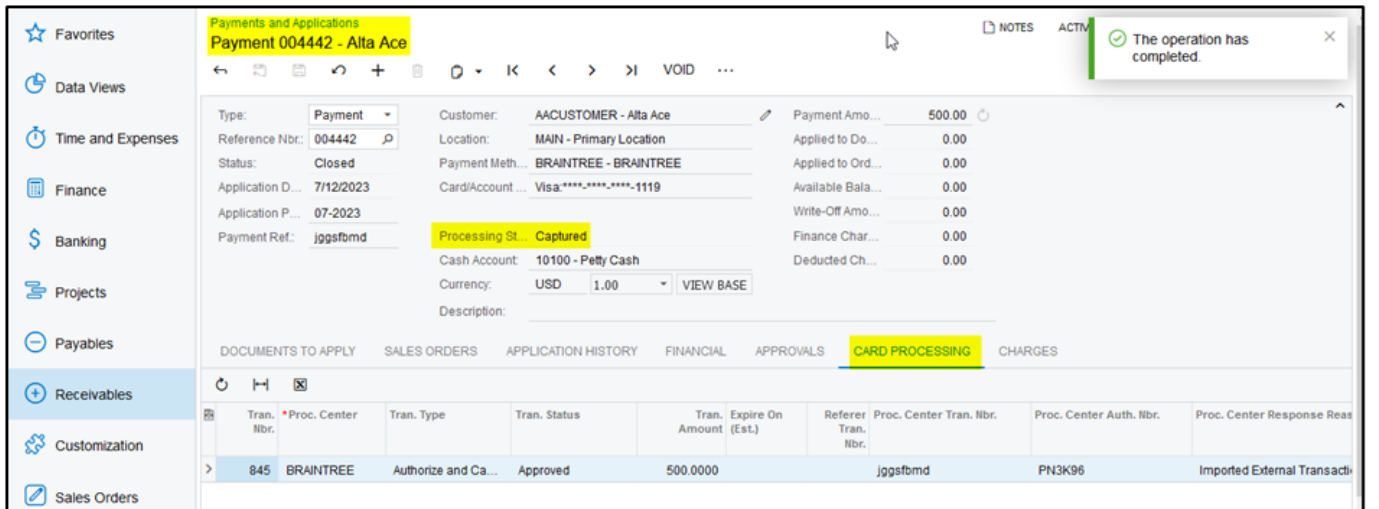 Favorites
Data Views
Time and Expenses
Finance
Banking
Projects
Payables
Receivables
Customization
Sales Orders
Payments and Applications
Payment 004442 - Alta Ace
NOTES
ACTIV
The operation has
completed.
VOID
Type: Payment
Reference Nbr.: 004442
Status: Closed
Application D... 7/12/2023
Application P... 07-2023
Payment Ref.: jggsfbmd
Customer: AACUSTOMER - Alta Ace
Location: MAIN - Primary Location
Payment Meth... BRAINTREE - BRAINTREE
Card/Account ... Visa:****-****-****-1119
Processing St... Captured
Cash Account: 10100 - Petty Cash
Currency: USD 1.00 VIEW BASE
Description:
Payment Amo... 500.00
Applied to Do... 0.00
Applied to Ord... 0.00
Available Bala... 0.00
Write-Off Amo... 0.00
Finance Char... 0.00
Deducted Ch... 0.00
DOCUMENTS TO APPLY SALES ORDERS APPLICATION HISTORY FINANCIAL APPROVALS CARD PROCESSING CHARGES
Tran. Nbr. *Proc. Center Tran. Type Tran. Status Tran. Amount Expire On (Est.) Referer Tran. Nbr. Proc. Center Tran. Nbr. Proc. Center Auth. Nbr. Proc. Center Response Reas
845 BRAINTREE Authorize and Ca... Approved 500.0000 jggsfbmd PN3K96 Imported External Transacti